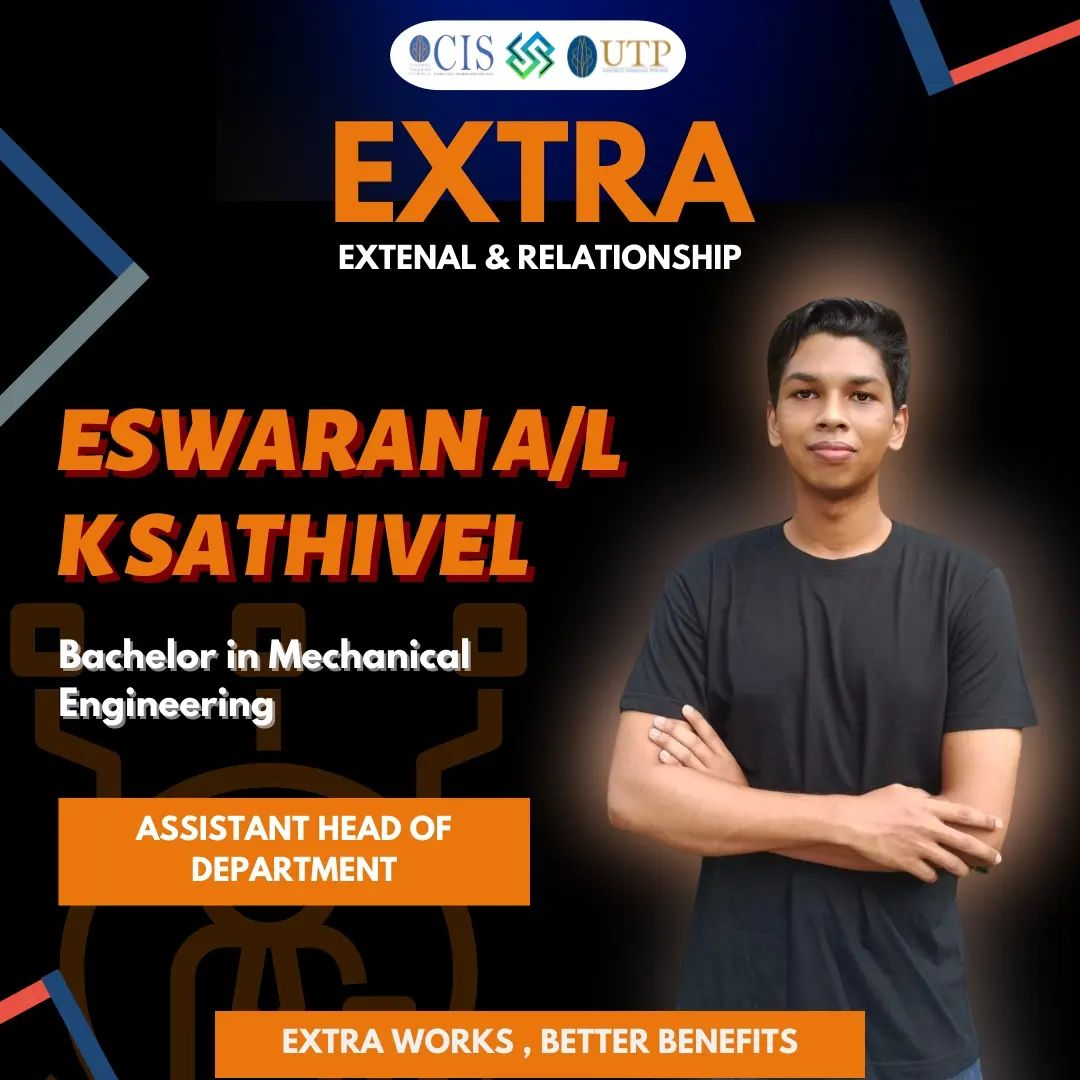 CIS
UTP
EXTRA
EXTENAL & RELATIONSHIP
ESWARAN A/L
K SATHIVEL
Bachelor in Mechanical
Engineering
ASSISTANT HEAD OF
DEPARTMENT
EXTRA WORKS , BETTER BENEFITS